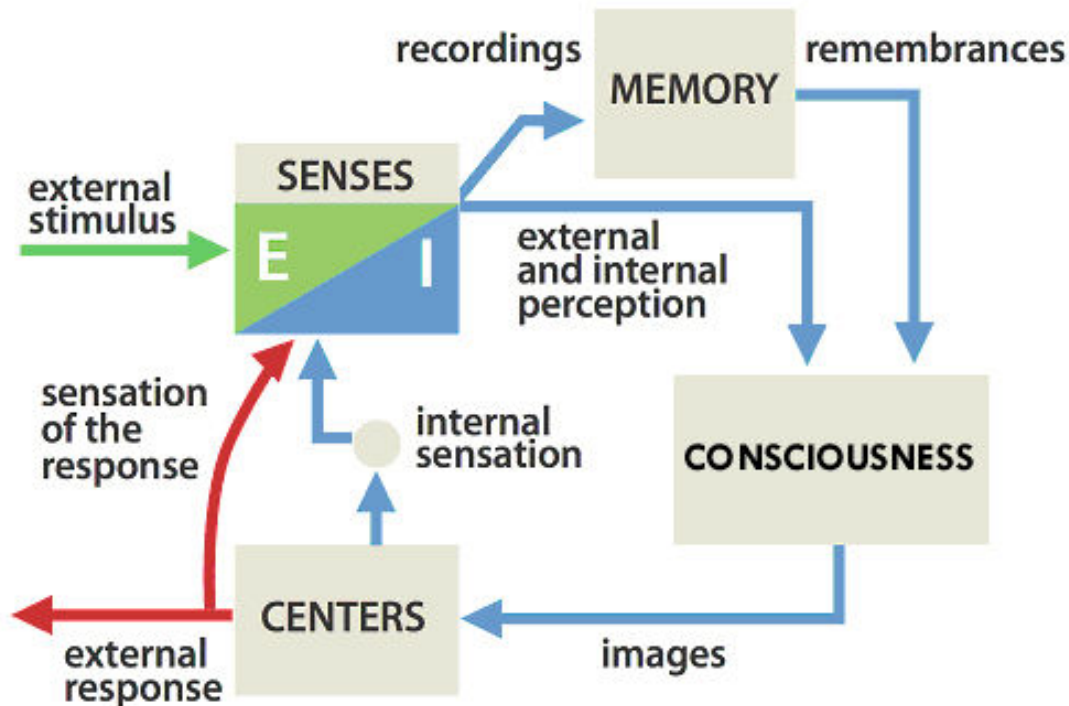 recordings
MEMORY
remembrances
SENSES
external
stimulus
E
I
external
and internal
perception
sensation
of the
response
internal
sensation
CONSCIOUSNESS
CENTERS
images
external
response